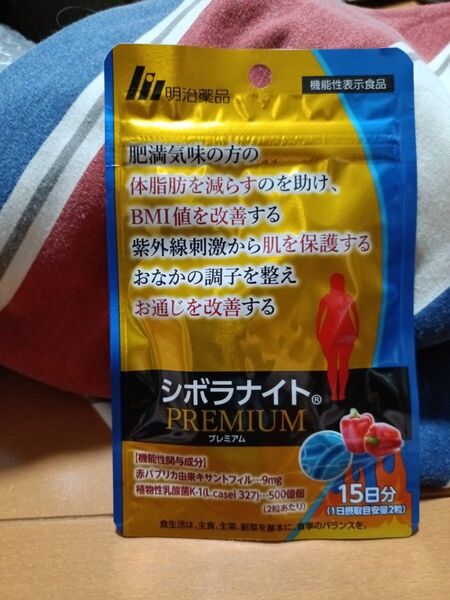 明治薬品
機能性表示食品
肥満気味の方の
体脂肪を減らすのを助け、
BMI値を改善する
紫外線刺激から肌を保護する
おなかの調子を整え
お通じを改善する
シボラナイト®
PREMIUM
プレミアム
【機能性関与成分】
赤パプリカ由来キサントフィル…9mg
植物性乳酸菌K-1(L.casei 327)…500億個
(2粒あたり)
15日分
(1日摂取目安量2粒)
食生活は、主食、主菜、副菜を基本に、食事のバランスを。